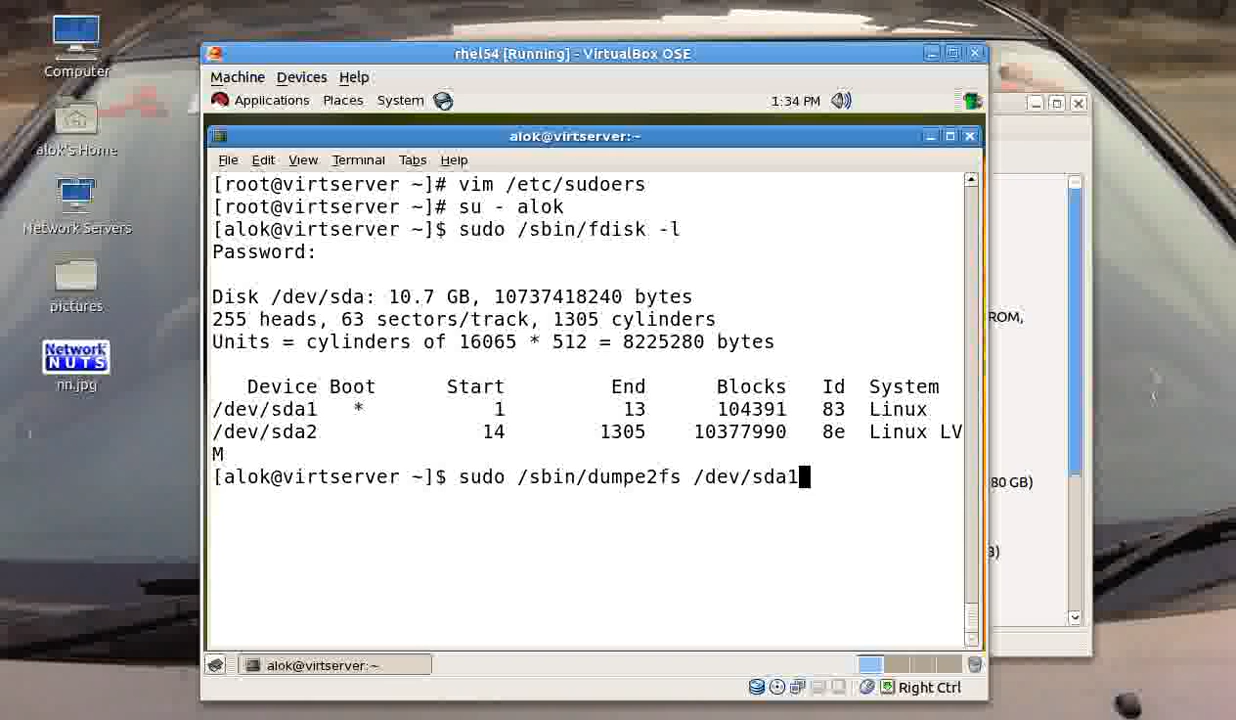 Computer
alok's Home
Network Servers
pictures
Network
NUTS
nn.jpg
rhel54 [Running] - VirtualBox OSE
Machine Devices Help
Applications Places System 1:34 PM
alok@virtserver:~
File Edit View Terminal Tabs Help
[root@virtserver ~]# vim /etc/sudoers
[root@virtserver ~]# su - alok
[alok@virtserver ~]$ sudo /sbin/fdisk -l
Password:
Disk /dev/sda: 10.7 GB, 10737418240 bytes
255 heads, 63 sectors/track, 1305 cylinders
Units = cylinders of 16065 * 512 = 8225280 bytes
Device Boot Start End Blocks Id System
/dev/sda1 * 1 13 104391 83 Linux
/dev/sda2 14 1305 10377990 8e Linux LV
M
[alok@virtserver ~]$ sudo /sbin/dumpe2fs /dev/sda1
alok@virtserver:~
Right Ctrl
ROM,
80 GB)
)